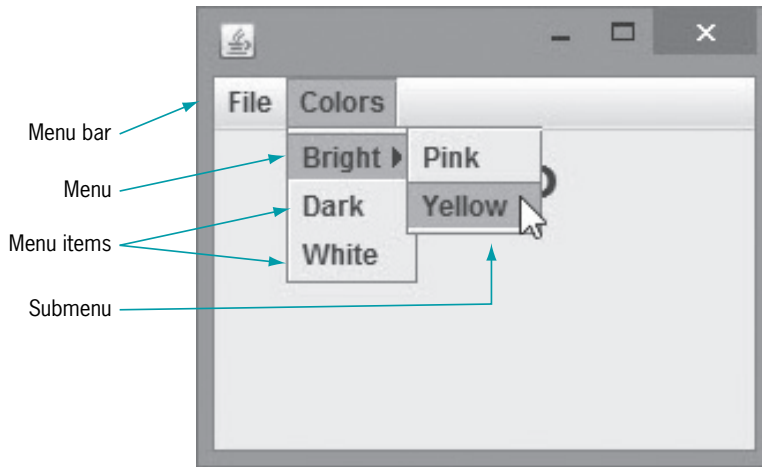 Menu bar
Menu
Menu items
Submenu
File Colors
Bright Pink
Dark Yellow
White